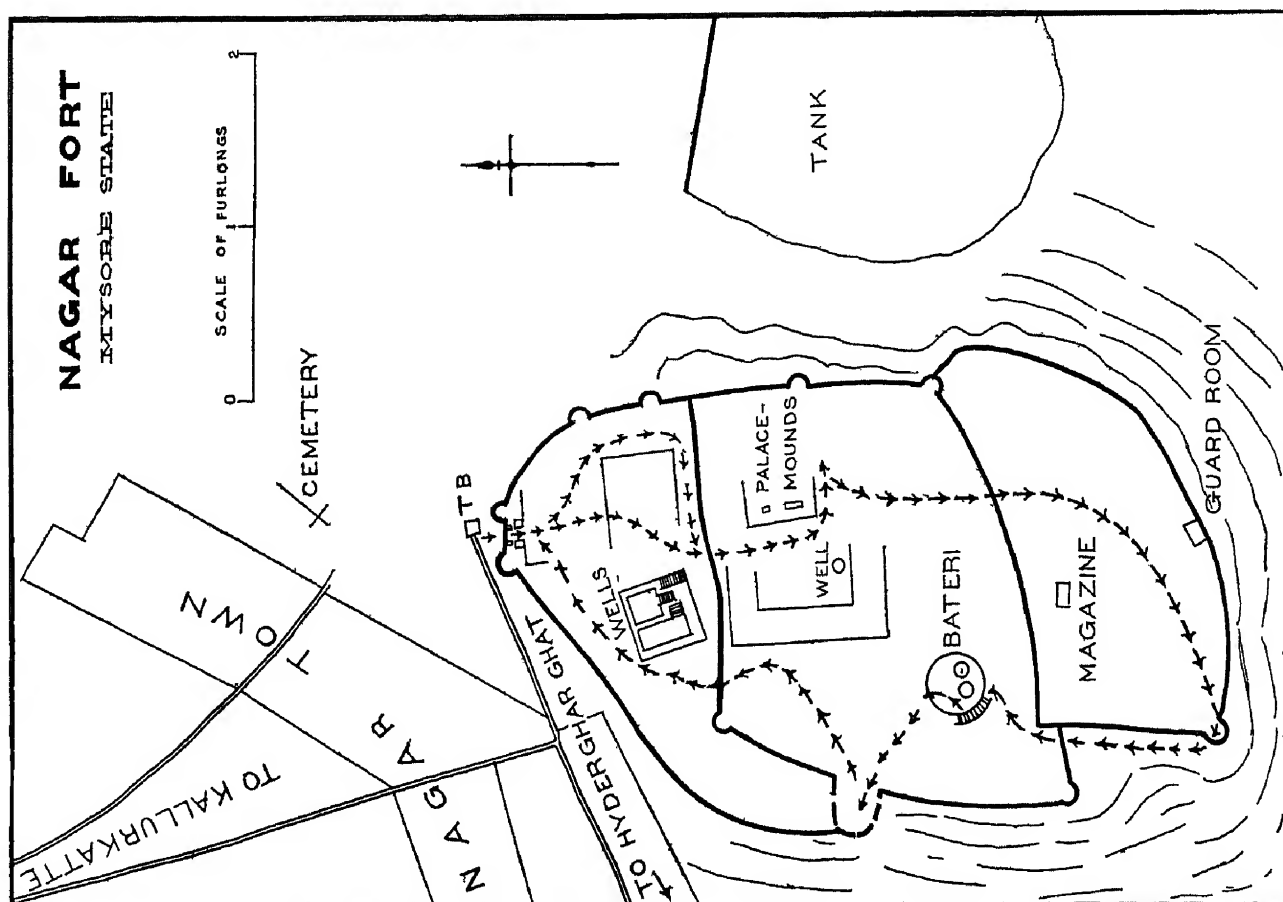 NAGAR FORT
MYSORE STATE
SCALE OF FURLONGS
0 1 2
CEMETERY
TANK
TB
NAGAR TOWN
TO KALLURKATTE
TO HYDERGHAR GHAT
WELLS
PALACE-
MOUNDS
WELL
BATERI
MAGAZINE
GUARD ROOM